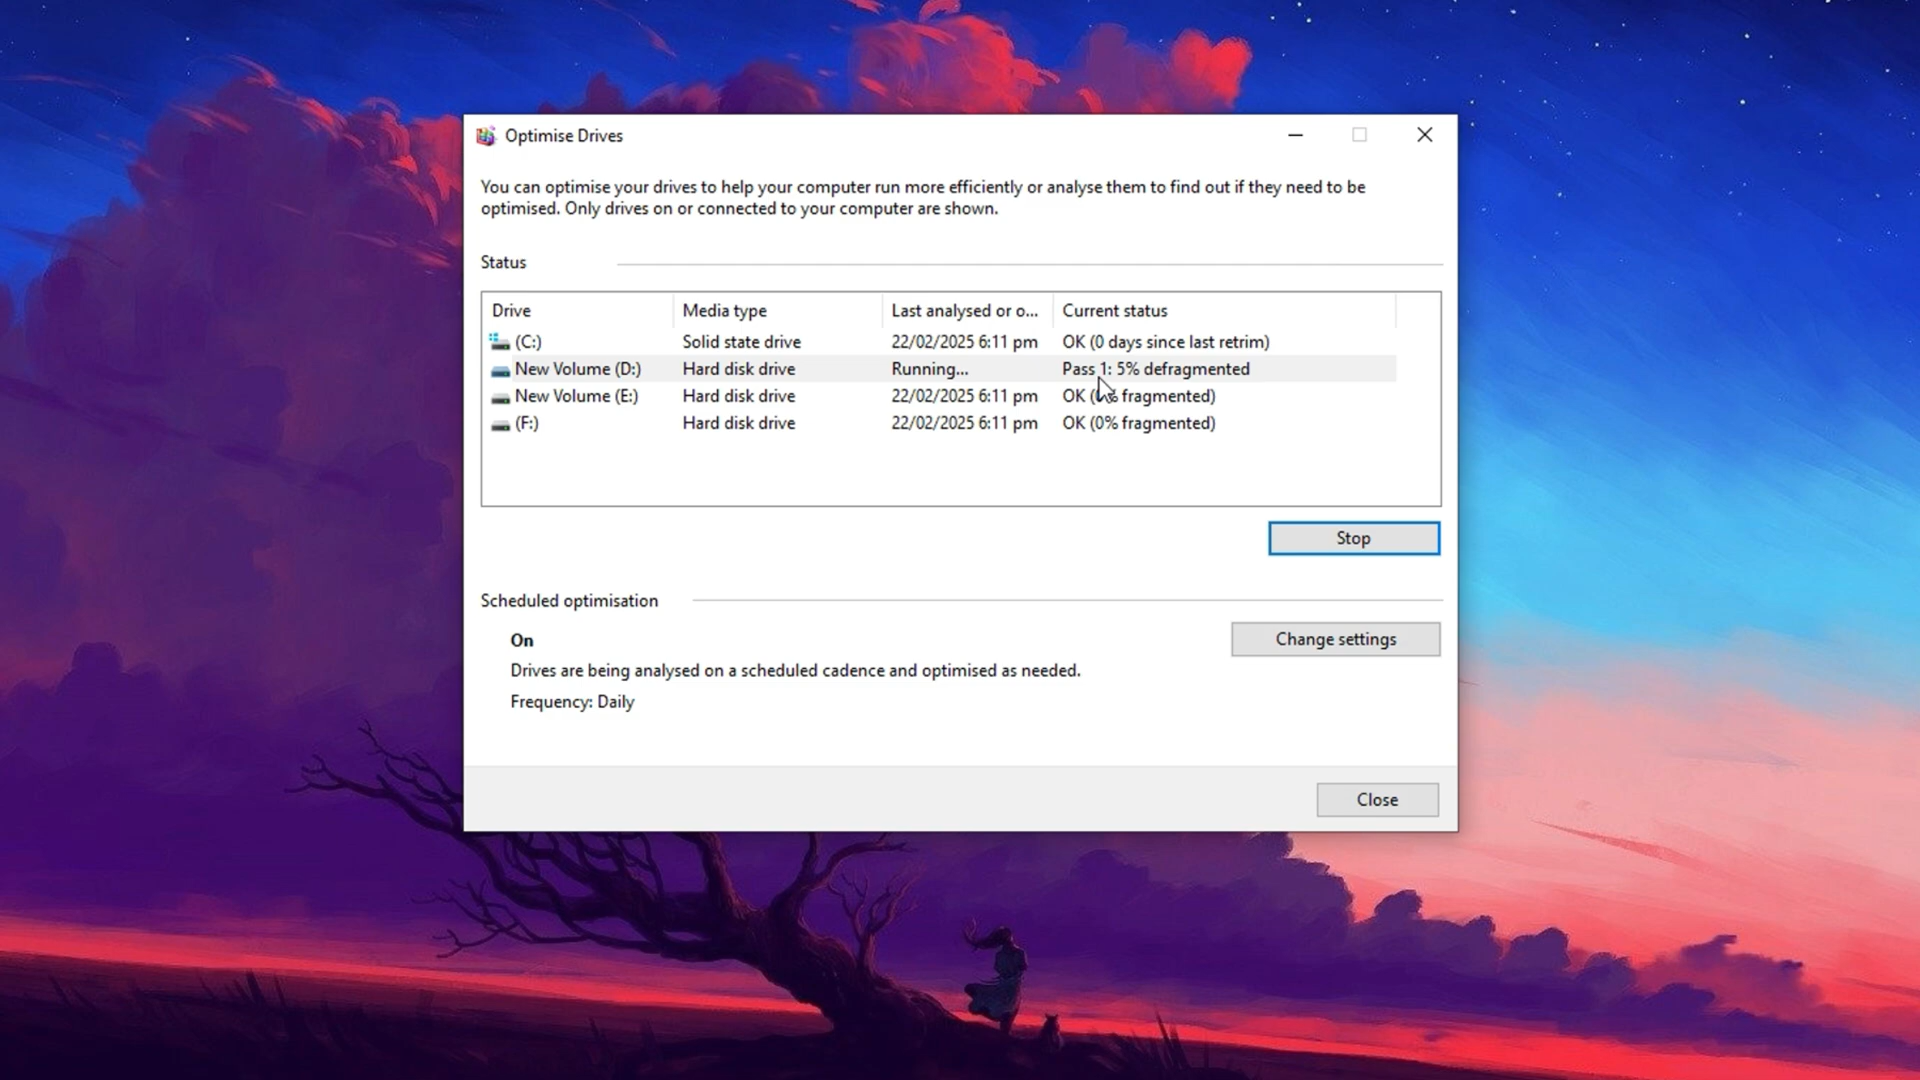 Optimise Drives
You can optimise your drives to help your computer run more efficiently or analyse them to find out if they need to be
optimised. Only drives on or connected to your computer are shown.
Status
Drive Media type Last analysed or o... Current status
(C:) Solid state drive 22/02/2025 6:11 pm OK (0 days since last retrim)
New Volume (D:) Hard disk drive Running... Pass 1: 5% defragmented
New Volume (E:) Hard disk drive 22/02/2025 6:11 pm OK fragmented)
(F:) Hard disk drive 22/02/2025 6:11 pm OK (0% fragmented)
Stop
Scheduled optimisation
On
Change settings
Drives are being analysed on a scheduled cadence and optimised as needed.
Frequency: Daily
Close